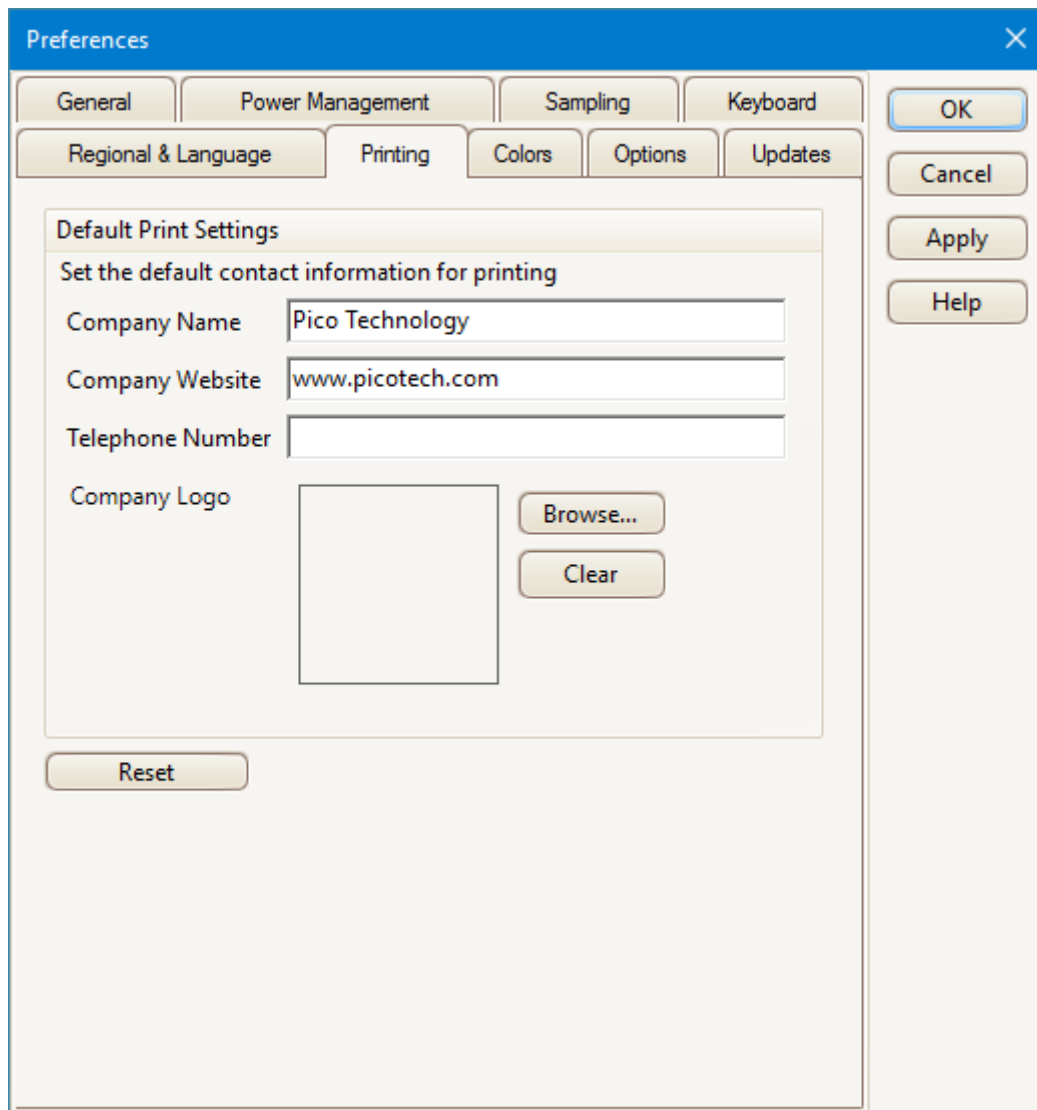 Preferences
General Power Management Sampling Keyboard
Regional & Language Printing Colors Options Updates
OK
Cancel
Apply
Help
Default Print Settings
Set the default contact information for printing
Company Name Pico Technology
Company Website www.picotech.com
Telephone Number
Company Logo
Browse...
Clear
Reset